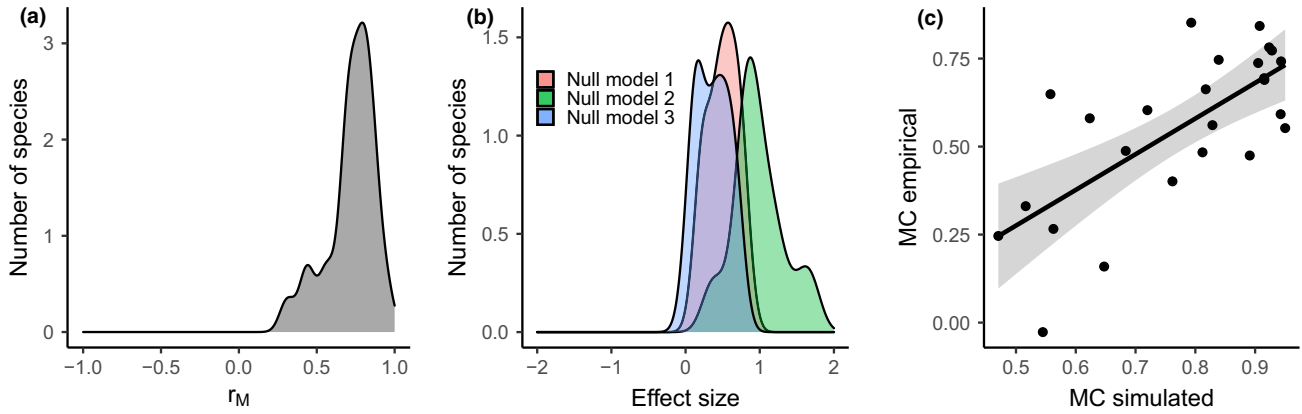 (a)
Number of species
3
2
1
0
−1.0 −0.5 0.0 0.5 1.0
rM
(b)
Number of species
1.5
1.0
0.5
0.0
Null model 1
Null model 2
Null model 3
−2 −1 0 1 2
Effect size
(c)
MC empirical
0.75
0.50
0.25
0.00
0.5 0.6 0.7 0.8 0.9
MC simulated